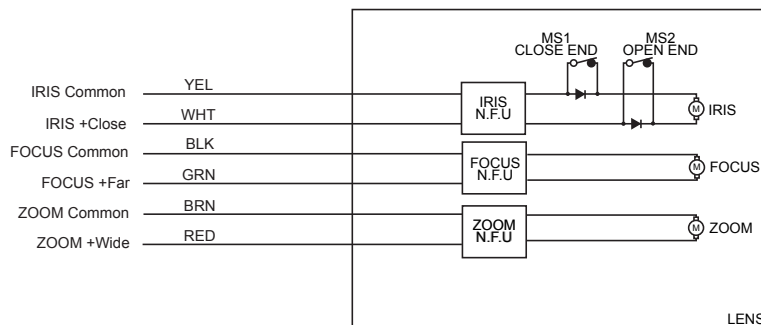 MS1
CLOSE END
MS2
OPEN END
IRIS Common
YEL
IRIS
N.F.U
M
IRIS
IRIS +Close
WHT
FOCUS Common
BLK
FOCUS
N.F.U
M
FOCUS
FOCUS +Far
GRN
ZOOM Common
BRN
ZOOM
N.F.U
M
ZOOM
ZOOM +Wide
RED
LENS